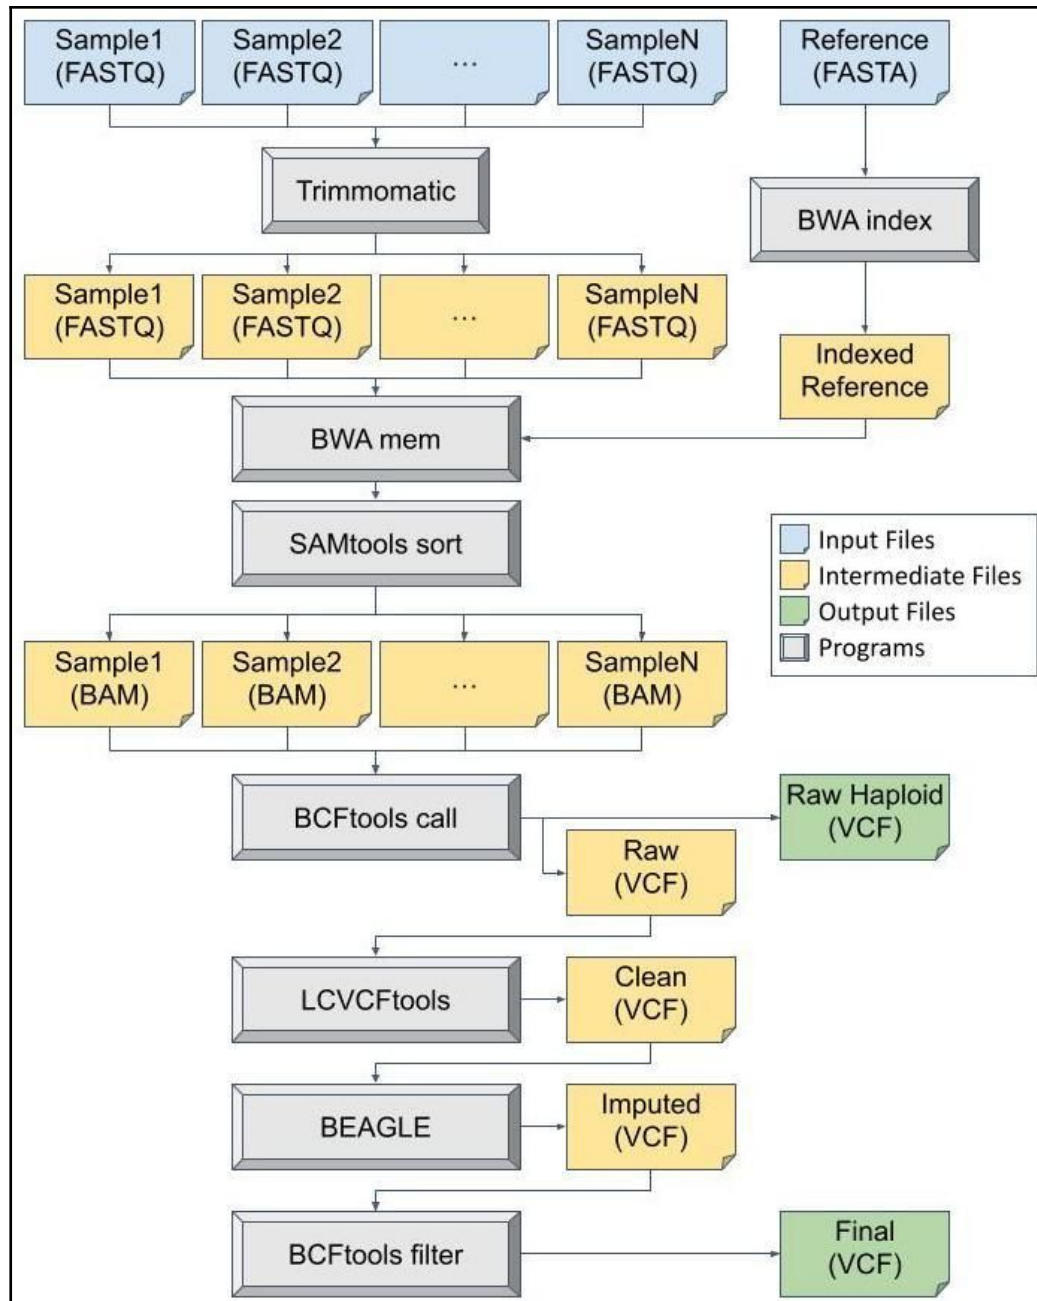 Sample1
(FASTQ)
Sample2
(FASTQ)
...
SampleN
(FASTQ)
Reference
(FASTA)
Trimmomatic
BWA index
Sample1
(FASTQ)
Sample2
(FASTQ)
...
SampleN
(FASTQ)
Indexed
Reference
BWA mem
SAMtools sort
Input Files
Intermediate Files
Output Files
Programs
Sample1
(BAM)
Sample2
(BAM)
...
SampleN
(BAM)
BCFtools call
Raw Haploid
(VCF)
Raw
(VCF)
LCVCFtools
Clean
(VCF)
BEAGLE
Imputed
(VCF)
BCFtools filter
Final
(VCF)